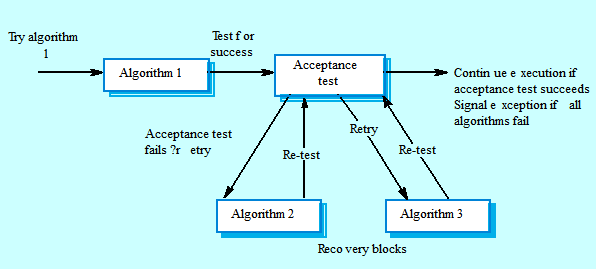 Try algorithm
1
Algorithm 1
Test f or
success
Acceptance
test
Contin ue e xecution if
acceptance test succeeds
Signal e xception if all
algorithms fail
Acceptance test
fails ?r etry
Re-test
Retry
Re-test
Algorithm 2
Algorithm 3
Reco very blocks